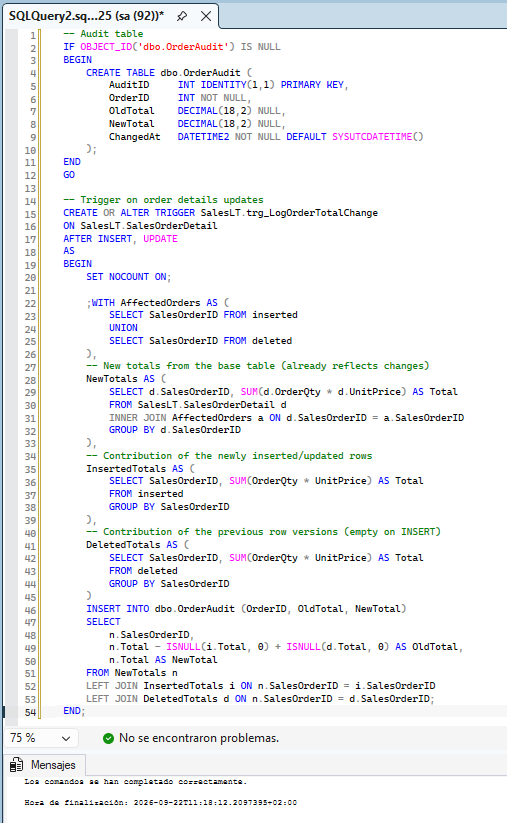 SQLQuery2.sq...25 (sa (92))*
1 -- Audit table
2 IF OBJECT_ID('dbo.OrderAudit') IS NULL
3 BEGIN
4 CREATE TABLE dbo.OrderAudit (
5 AuditID INT IDENTITY(1,1) PRIMARY KEY,
6 OrderID INT NOT NULL,
7 OldTotal DECIMAL(18,2) NULL,
8 NewTotal DECIMAL(18,2) NULL,
9 ChangedAt DATETIME2 NOT NULL DEFAULT SYSUTCDATETIME()
10 );
11 END
12 GO
13
14 -- Trigger on order details updates
15 CREATE OR ALTER TRIGGER SalesLT.trg_LogOrderTotalChange
16 ON SalesLT.SalesOrderDetail
17 AFTER INSERT, UPDATE
18 AS
19 BEGIN
20 SET NOCOUNT ON;
21
22 ;WITH AffectedOrders AS (
23 SELECT SalesOrderID FROM inserted
24 UNION
25 SELECT SalesOrderID FROM deleted
26 ),
27 -- New totals from the base table (already reflects changes)
28 NewTotals AS (
29 SELECT d.SalesOrderID, SUM(d.OrderQty * d.UnitPrice) AS Total
30 FROM SalesLT.SalesOrderDetail d
31 INNER JOIN AffectedOrders a ON d.SalesOrderID = a.SalesOrderID
32 GROUP BY d.SalesOrderID
33 ),
34 -- Contribution of the newly inserted/updated rows
35 InsertedTotals AS (
36 SELECT SalesOrderID, SUM(OrderQty * UnitPrice) AS Total
37 FROM inserted
38 GROUP BY SalesOrderID
39 ),
40 -- Contribution of the previous row versions (empty on INSERT)
41 DeletedTotals AS (
42 SELECT SalesOrderID, SUM(OrderQty * UnitPrice) AS Total
43 FROM deleted
44 GROUP BY SalesOrderID
45 )
46 INSERT INTO dbo.OrderAudit (OrderID, OldTotal, NewTotal)
47 SELECT
48 n.SalesOrderID,
49 n.Total - ISNULL(i.Total, 0) + ISNULL(d.Total, 0) AS OldTotal,
50 n.Total AS NewTotal
51 FROM NewTotals n
52 LEFT JOIN InsertedTotals i ON n.SalesOrderID = i.SalesOrderID
53 LEFT JOIN DeletedTotals d ON n.SalesOrderID = d.SalesOrderID;
54 END;
75 % No se encontraron problemas.
Mensajes
Los comandos se han completado correctamente.
Hora de finalización: 2026-09-22T11:18:12.2097395+02:00